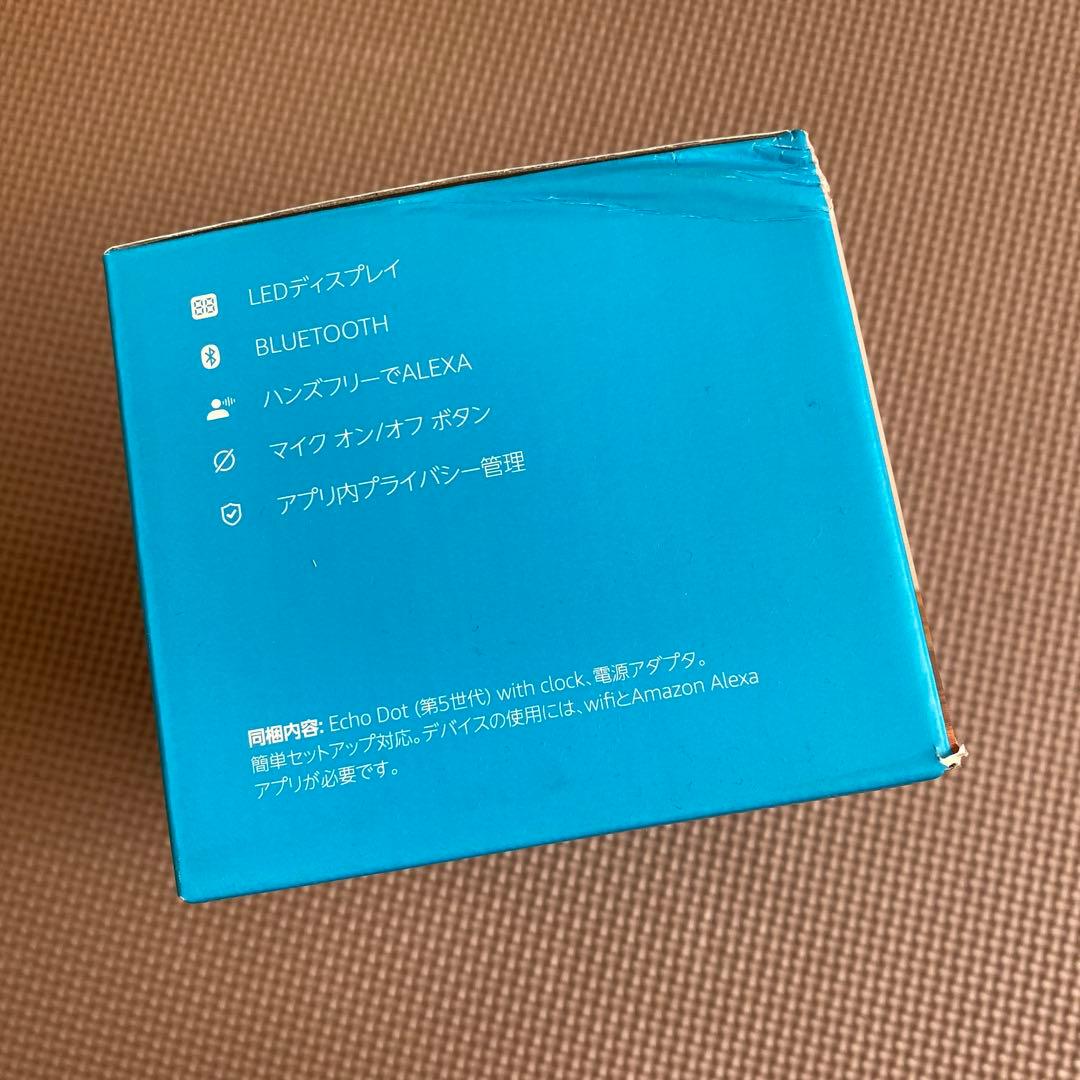 LEDディスプレイ
BLUETOOTH
ハンズフリーでALEXA
マイク オン/オフ ボタン
アプリ内プライバシー管理
同梱内容: Echo Dot (第5世代) with clock、電源アダプタ。
簡単セットアップ対応。デバイスの使用には、wifiとAmazon Alexa
アプリが必要です。